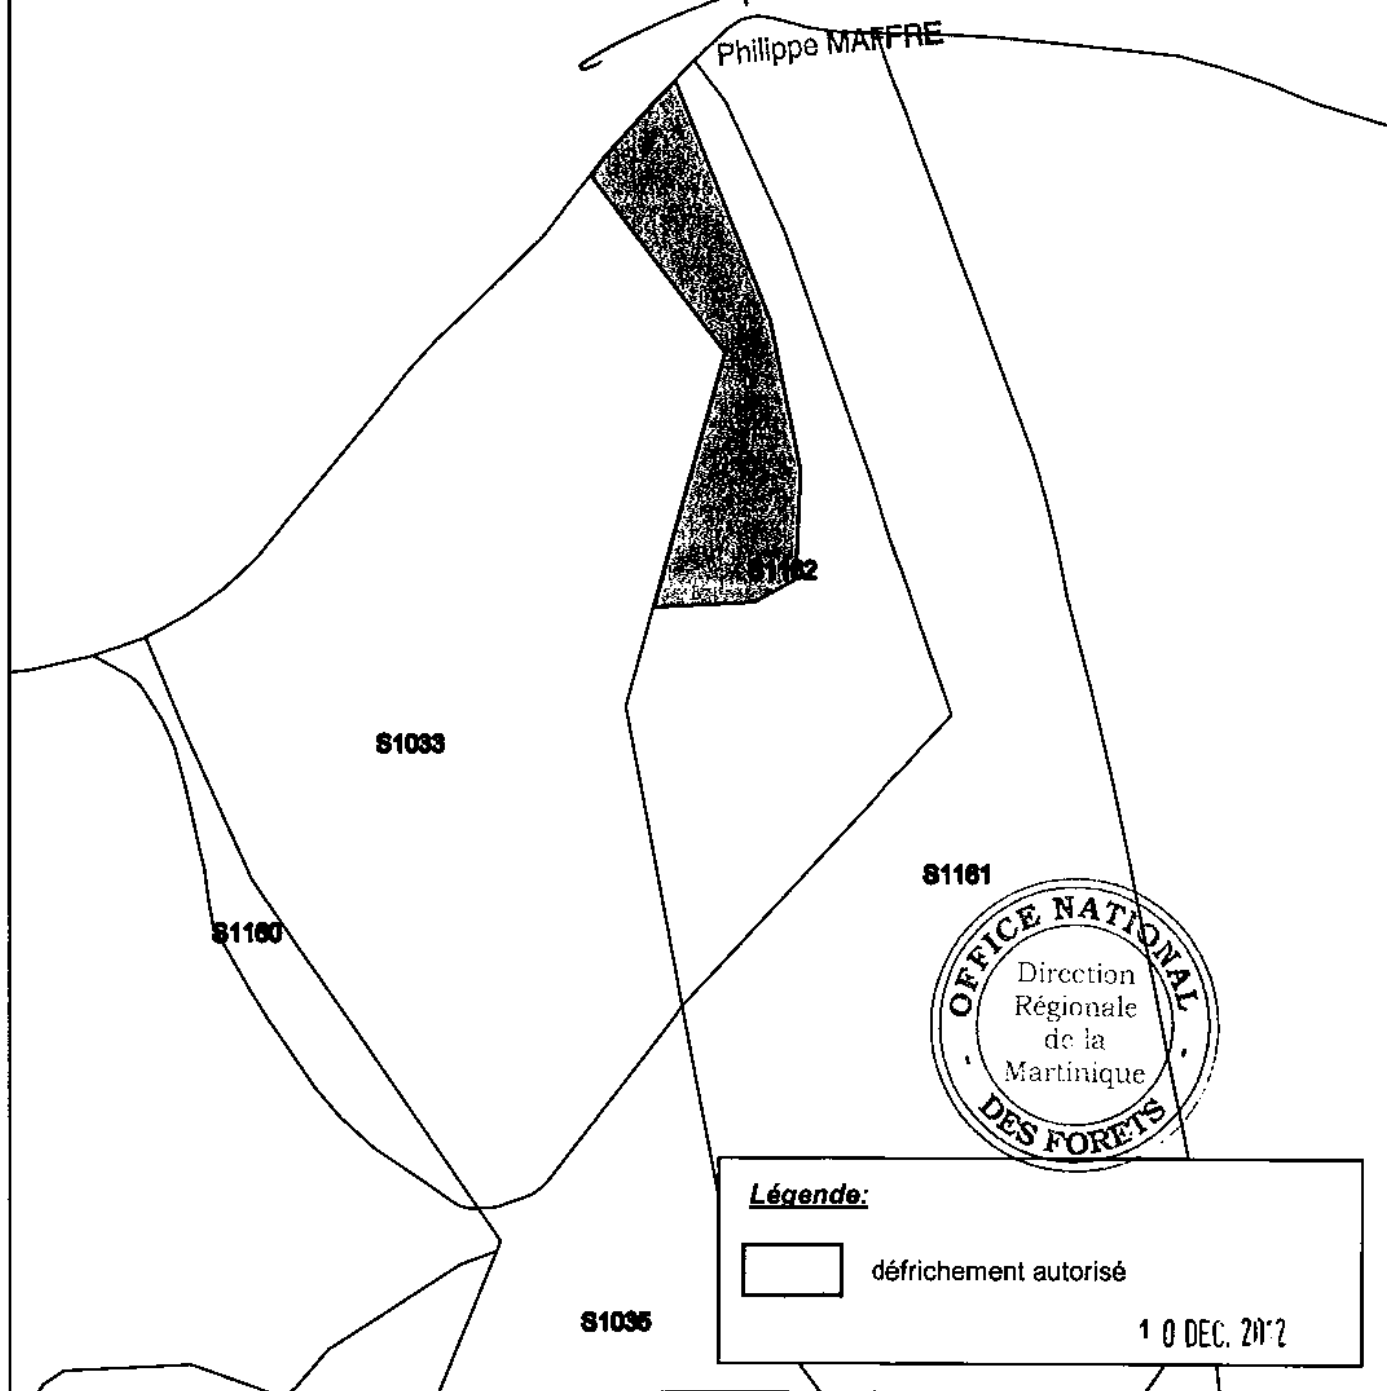 Philippe MAFFRE
S1162
S1033
S1161
S1160
OFFICE NATIONAL
Direction
Régionale
de la
Martinique
DES FORETS
Légende:
défrichement autorisé
S1035
1 0 DEC. 2012